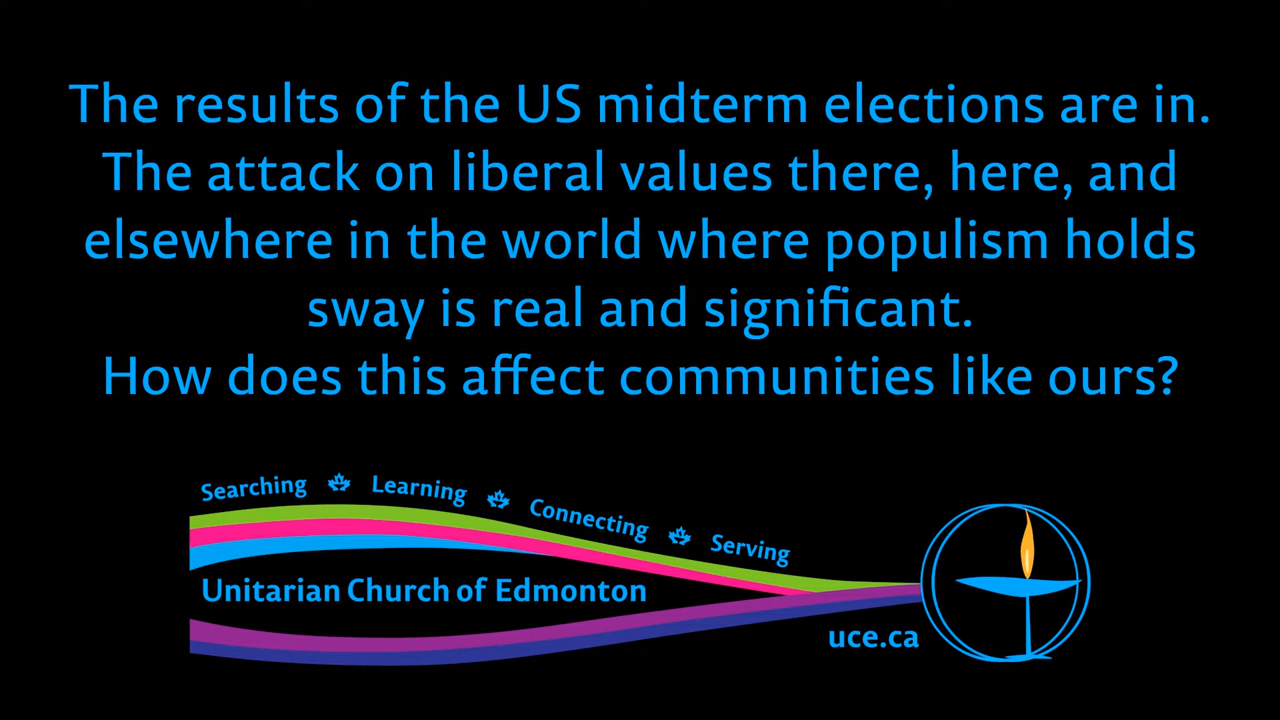 The results of the US midterm elections are in.
The attack on liberal values there, here, and
elsewhere in the world where populism holds
sway is real and significant.
How does this affect communities like ours?
Searching Learning Connecting Serving
Unitarian Church of Edmonton
uce.ca